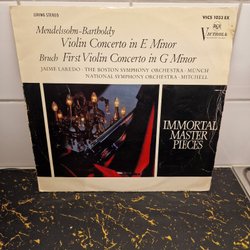 LIVING STEREO
VICS 1033 EX
RCA
VICTROLA
Mendelssohn-Bartholdy
Violin Concerto in E Minor
Bruch First Violin Concerto in G Minor
JAIME LAREDO · THE BOSTON SYMPHONY ORCHESTRA · MUNCH
NATIONAL SYMPHONY ORCHESTRA · MITCHELL
IMMORTAL
MASTER
PIECES